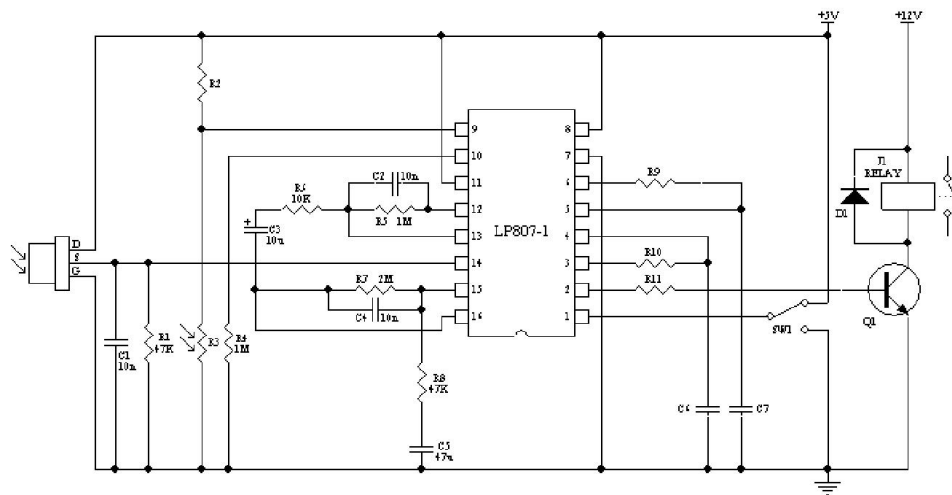 +5V
+12V
R2
9
8
10
7
J1
RELAY
C2
10n
R6
10K
11
6
R9
R5
1M
12
5
D1
C3
10u
13
LP807-1
4
D
S
G
14
3
R10
R7
2M
15
2
R11
C4
10n
16
1
SW1
Q1
C1
10n
R1
47K
R3
R4
1M
R8
47K
C6
C7
C5
47u